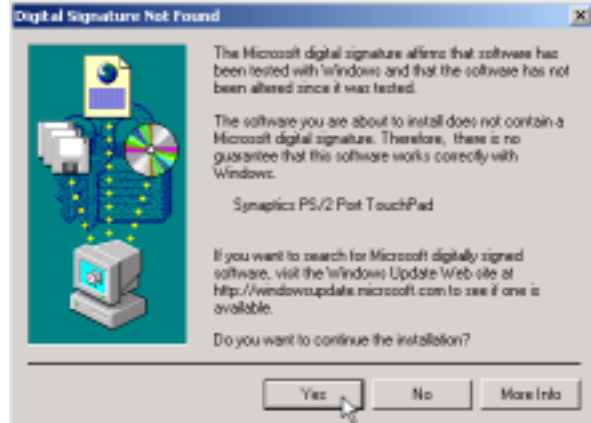 Digital Signature Not Found
The Microsoft digital signature affirms that software has
been tested with Windows and that the software has not
been altered since it was tested.
The software you are about to install does not contain a
Microsoft digital signature. Therefore, there is no
guarantee that this software works correctly with
Windows.
Synaptics PS/2 Port TouchPad
If you want to search for Microsoft digitally signed
software, visit the Windows Update Web site at
http://windowsupdate.microsoft.com to see if one is
available.
Do you want to continue the installation?
Yes
No
More Info